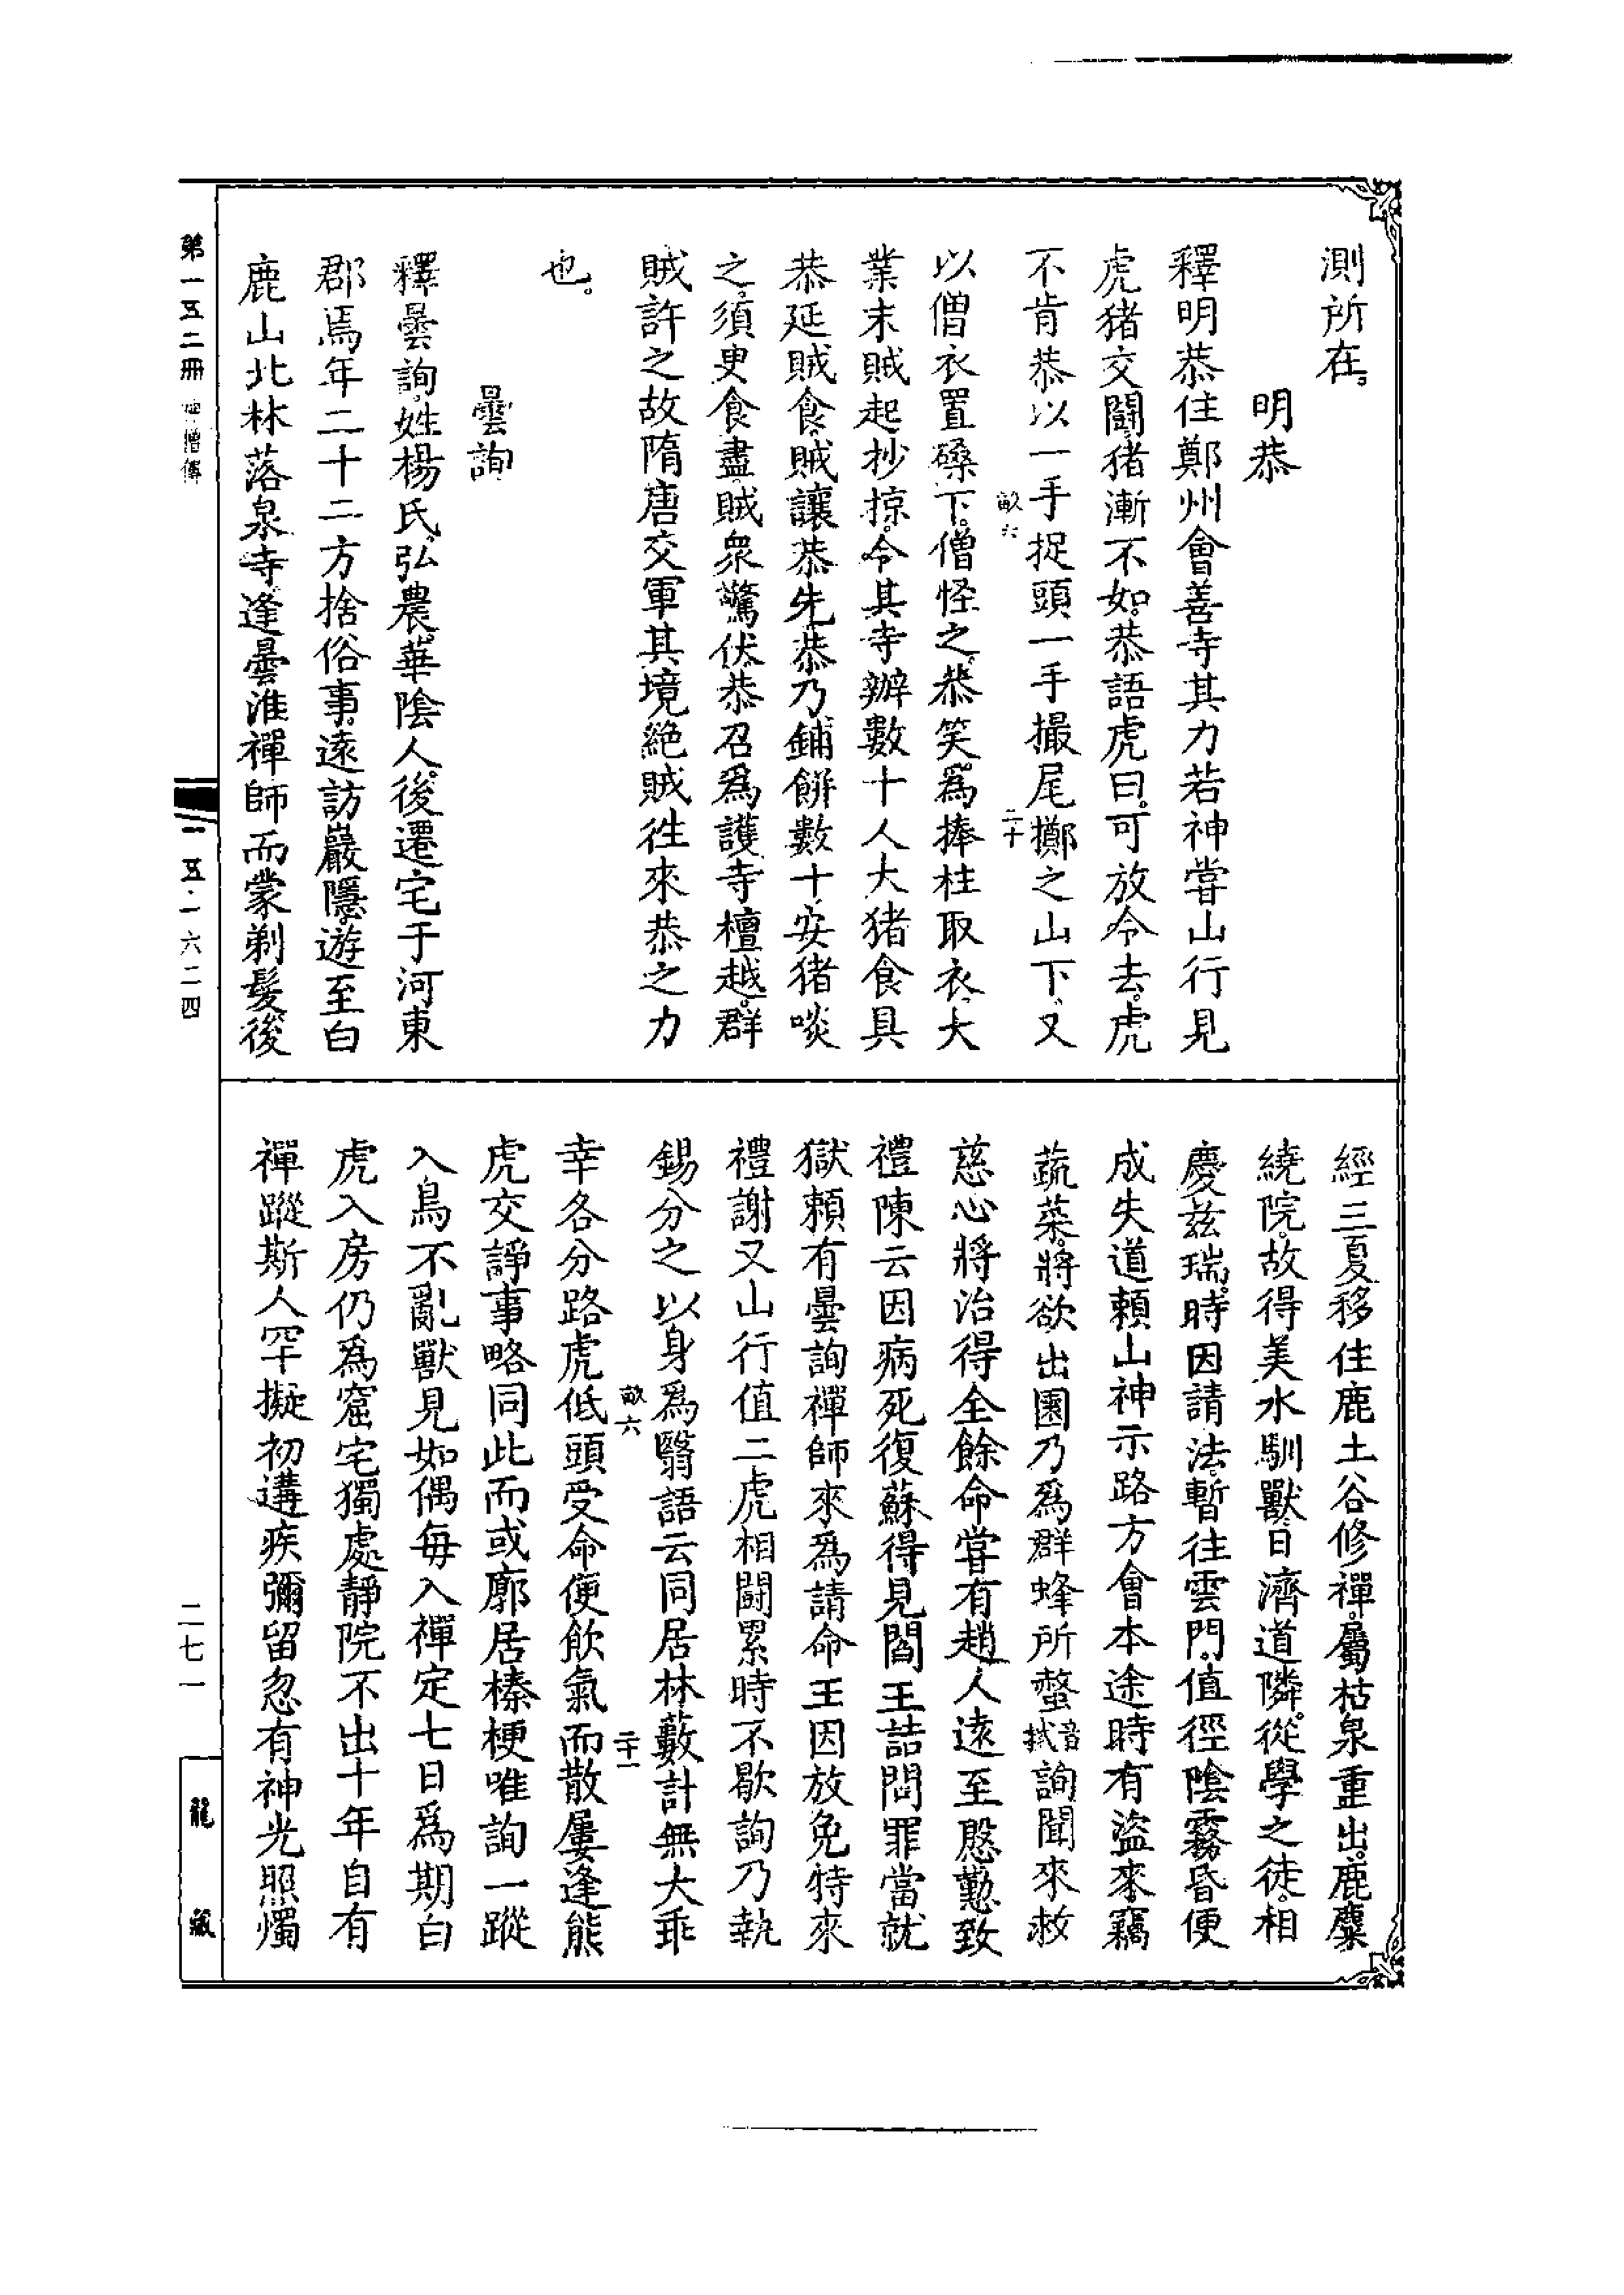 測所在。
明恭
釋明恭住鄭州會善寺其力若神甞山行見
虎猪交鬪猪漸不如恭語虎曰可放令去虎
不肯恭以一手捉頭一手撮尾擲之山下又
畝六
二十
以僧衣置磉下僧怪之恭笑爲捧柱取衣大
業末賊起抄掠令其寺辦數十人大猪食具
恭延賊食賊讓恭先恭乃鋪餅數十安猪啖
之須臾食盡賊衆驚伏恭召爲護寺檀越群
賊許之故隋唐交軍其境絶賊徃來恭之力
也。
曇詢
釋曇詢姓楊氏弘農華陰人後遷宅于河東
郡焉年二十二方捨俗事遠訪巖隱遊至白
鹿山北林落泉寺逢曇准禪師而蒙剃髮後
經三夏移住鹿土谷修禪屬枯泉重出鹿麋
繞院故得美水馴獸日濟道隣從學之徒相
慶茲瑞時因請法暫往雲門值徑陰霧昏便
成失道賴山神示路方會本途時有盜來竊
蔬菜將欲出園乃爲群蜂所螫音拭詢聞來救
慈心將治得全餘命甞有趙人遠至慇懃致
禮陳云因病死復蘇得見閻王詰問罪當就
獄賴有曇詢禪師來爲請命王因放免特來
禮謝又山行值二虎相鬪累時不歇詢乃執
錫分之以身爲翳語云同居林藪計無大乖
畝六
二十一
幸各分路虎低頭受命便飲氣而散屢逢熊
虎交諍事略同此而或廓居榛梗唯詢一蹤
入鳥不亂獸見如偶每入禪定七日爲期白
虎入房仍爲窟宅獨處靜院不出十年自有
禪蹤斯人罕擬初遘疾彌留忽有神光照燭
第一五二冊 神僧傳
一五·一六二四
二七一
龍藏